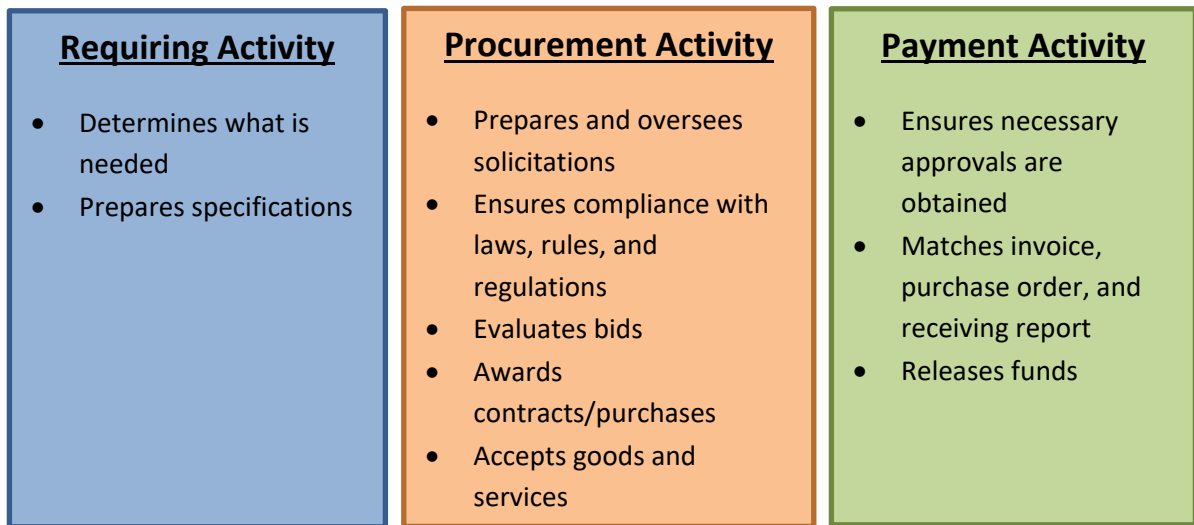 Requiring Activity
• Determines what is
needed
• Prepares specifications
Procurement Activity
• Prepares and oversees
solicitations
• Ensures compliance with
laws, rules, and
regulations
• Evaluates bids
• Awards
contracts/purchases
• Accepts goods and
services
Payment Activity
• Ensures necessary
approvals are
obtained
• Matches invoice,
purchase order, and
receiving report
• Releases funds